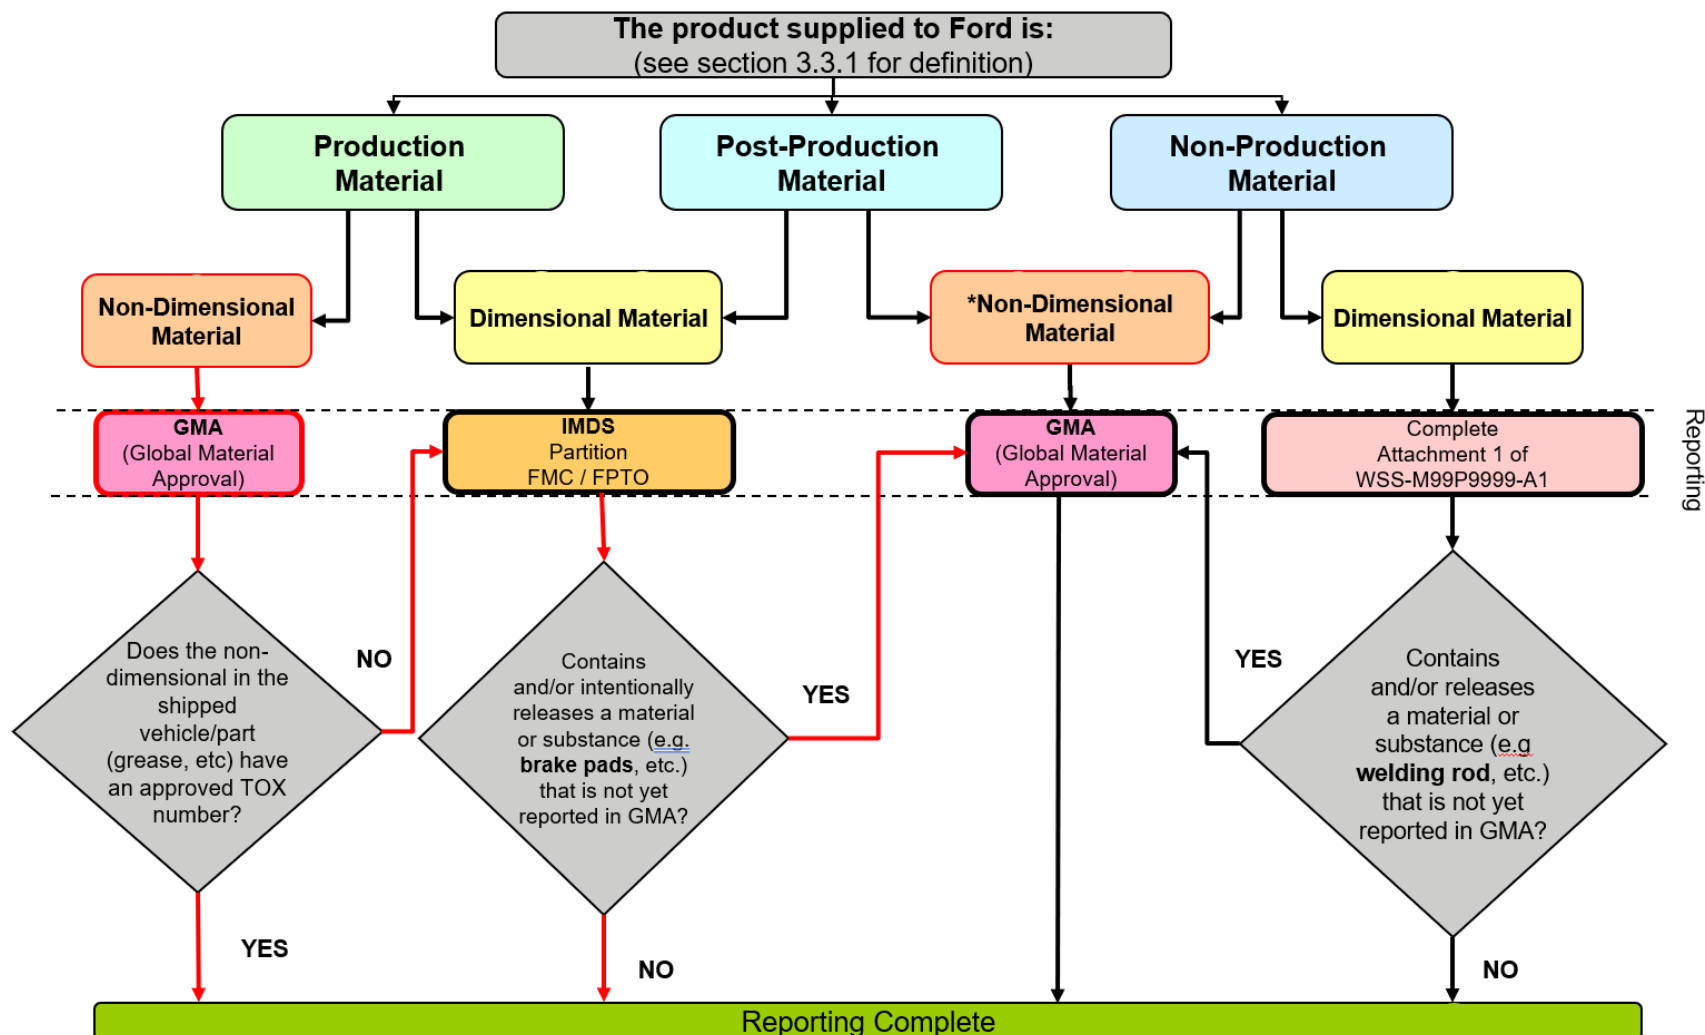 The product supplied to Ford is:
(see section 3.3.1 for definition)
Production
Material
Post-Production
Material
Non-Production
Material
Non-Dimensional
Material
Dimensional Material
*Non-Dimensional
Material
Dimensional Material
GMA
(Global Material
Approval)
IMDS
Partition
FMC / FPTO
GMA
(Global Material
Approval)
Complete
Attachment 1 of
WSS-M99P9999-A1
Reporting
Does the non-
dimensional in the
shipped
vehicle/part
(grease, etc) have
an approved TOX
number?
NO
Contains
and/or intentionally
releases a material
or substance (e.g.
brake pads, etc.)
that is not yet
reported in GMA?
YES
YES
Contains
and/or releases
a material or
substance (e.g
welding rod, etc.)
that is not yet
reported in GMA?
YES
NO
NO
Reporting Complete